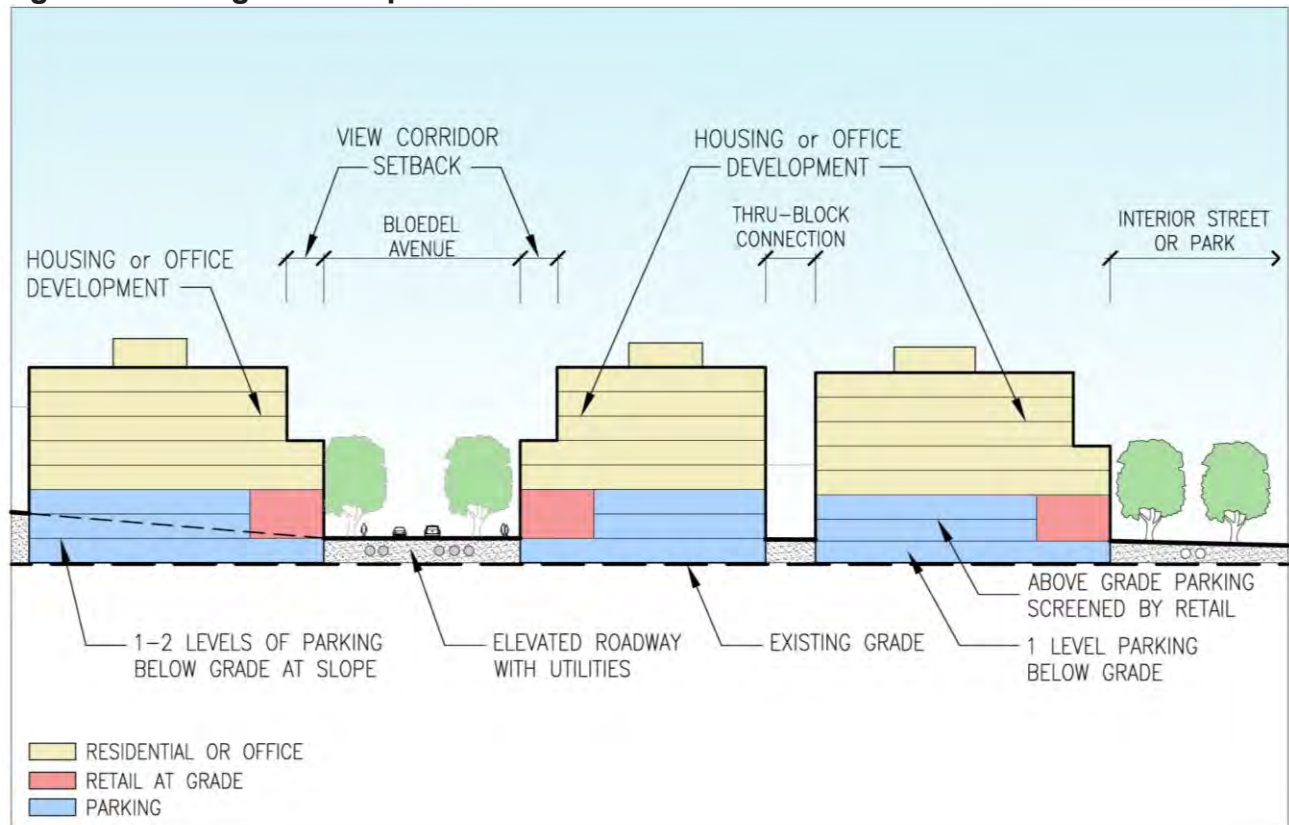 VIEW CORRIDOR
SETBACK
HOUSING or OFFICE
DEVELOPMENT
BLOEDEL
AVENUE
THRU-BLOCK
CONNECTION
INTERIOR STREET
OR PARK
HOUSING or OFFICE
DEVELOPMENT
1-2 LEVELS OF PARKING
BELOW GRADE AT SLOPE
ELEVATED ROADWAY
WITH UTILITIES
EXISTING GRADE
ABOVE GRADE PARKING
SCREENED BY RETAIL
1 LEVEL PARKING
BELOW GRADE
RESIDENTIAL OR OFFICE
RETAIL AT GRADE
PARKING